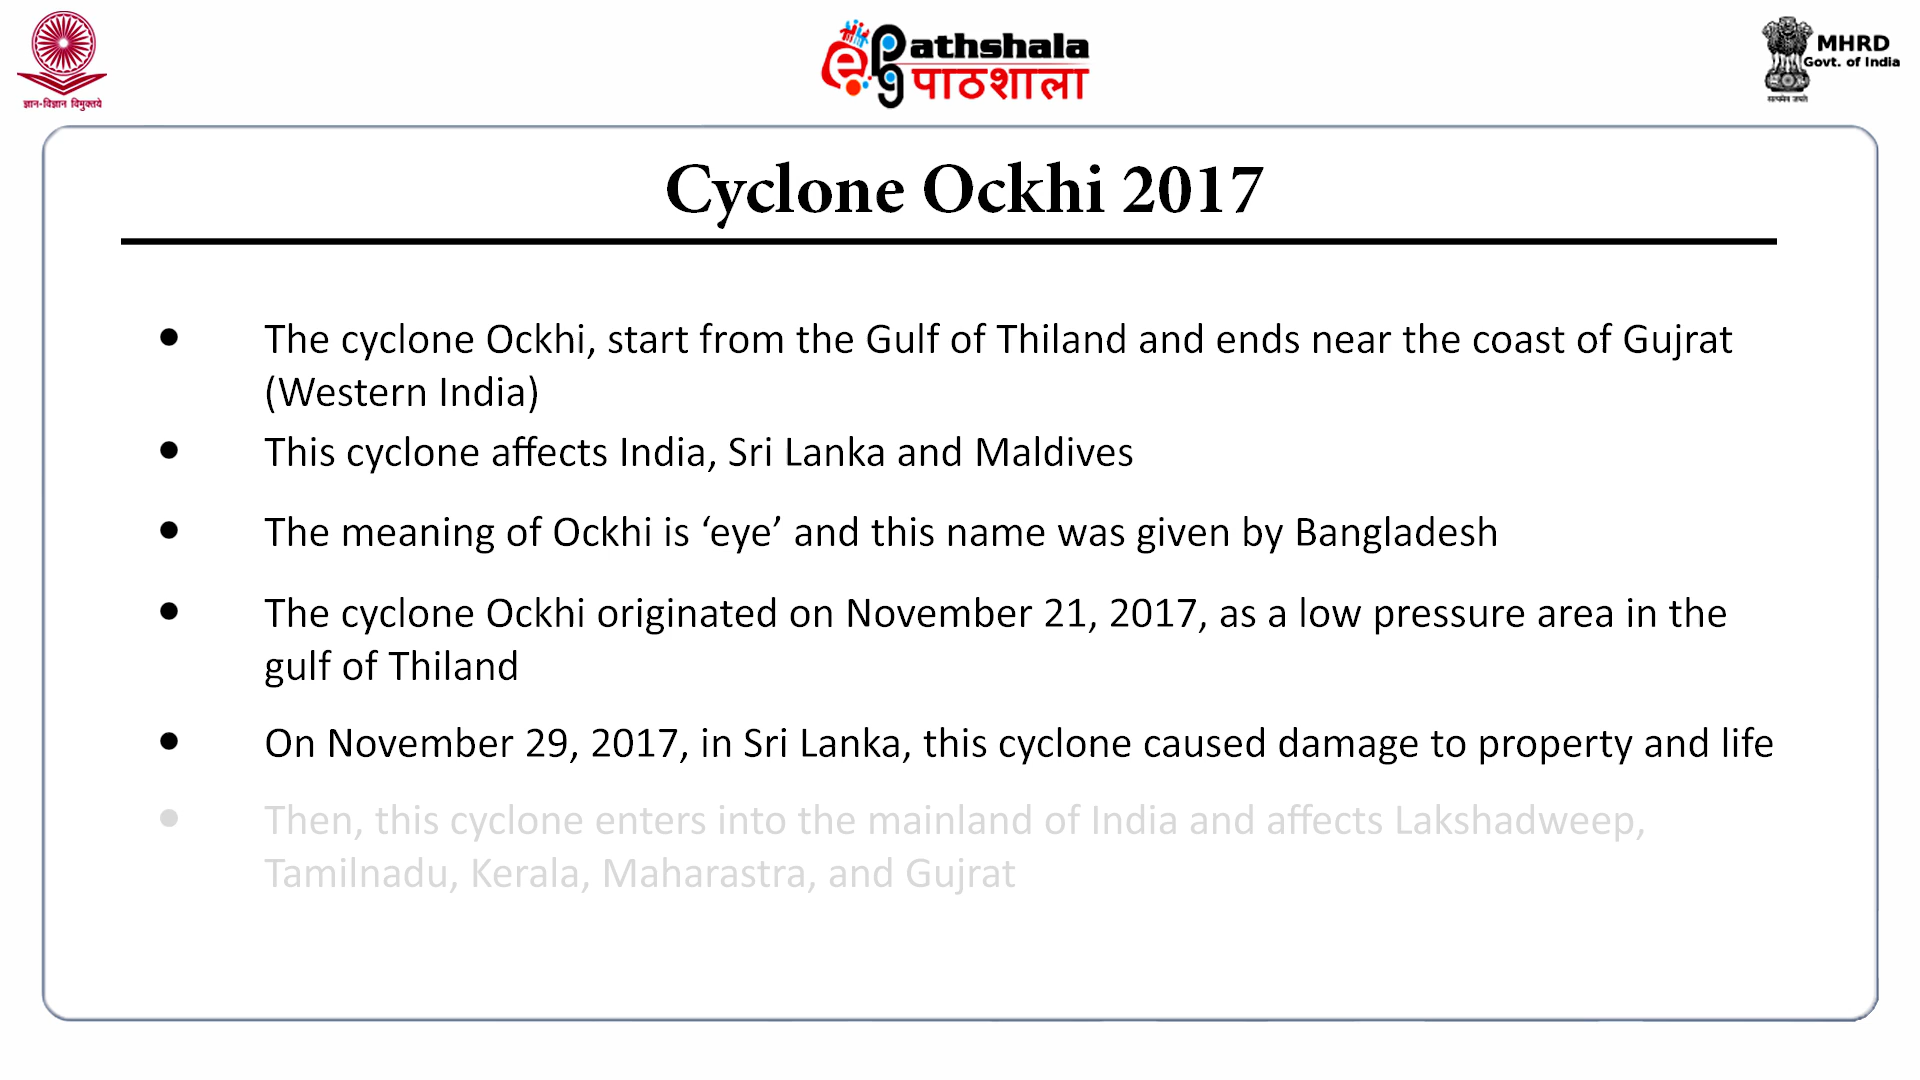 ज्ञान-विज्ञान विमुक्तये
ePgPathshala
पाठशाला
MHRD
Govt. of India
सत्यमेव जयते
Cyclone Ockhi 2017
• The cyclone Ockhi, start from the Gulf of Thiland and ends near the coast of Gujrat
(Western India)
• This cyclone affects India, Sri Lanka and Maldives
• The meaning of Ockhi is ‘eye’ and this name was given by Bangladesh
• The cyclone Ockhi originated on November 21, 2017, as a low pressure area in the
gulf of Thiland
• On November 29, 2017, in Sri Lanka, this cyclone caused damage to property and life
• Then, this cyclone enters into the mainland of India and affects Lakshadweep,
Tamilnadu, Kerala, Maharastra, and Gujrat